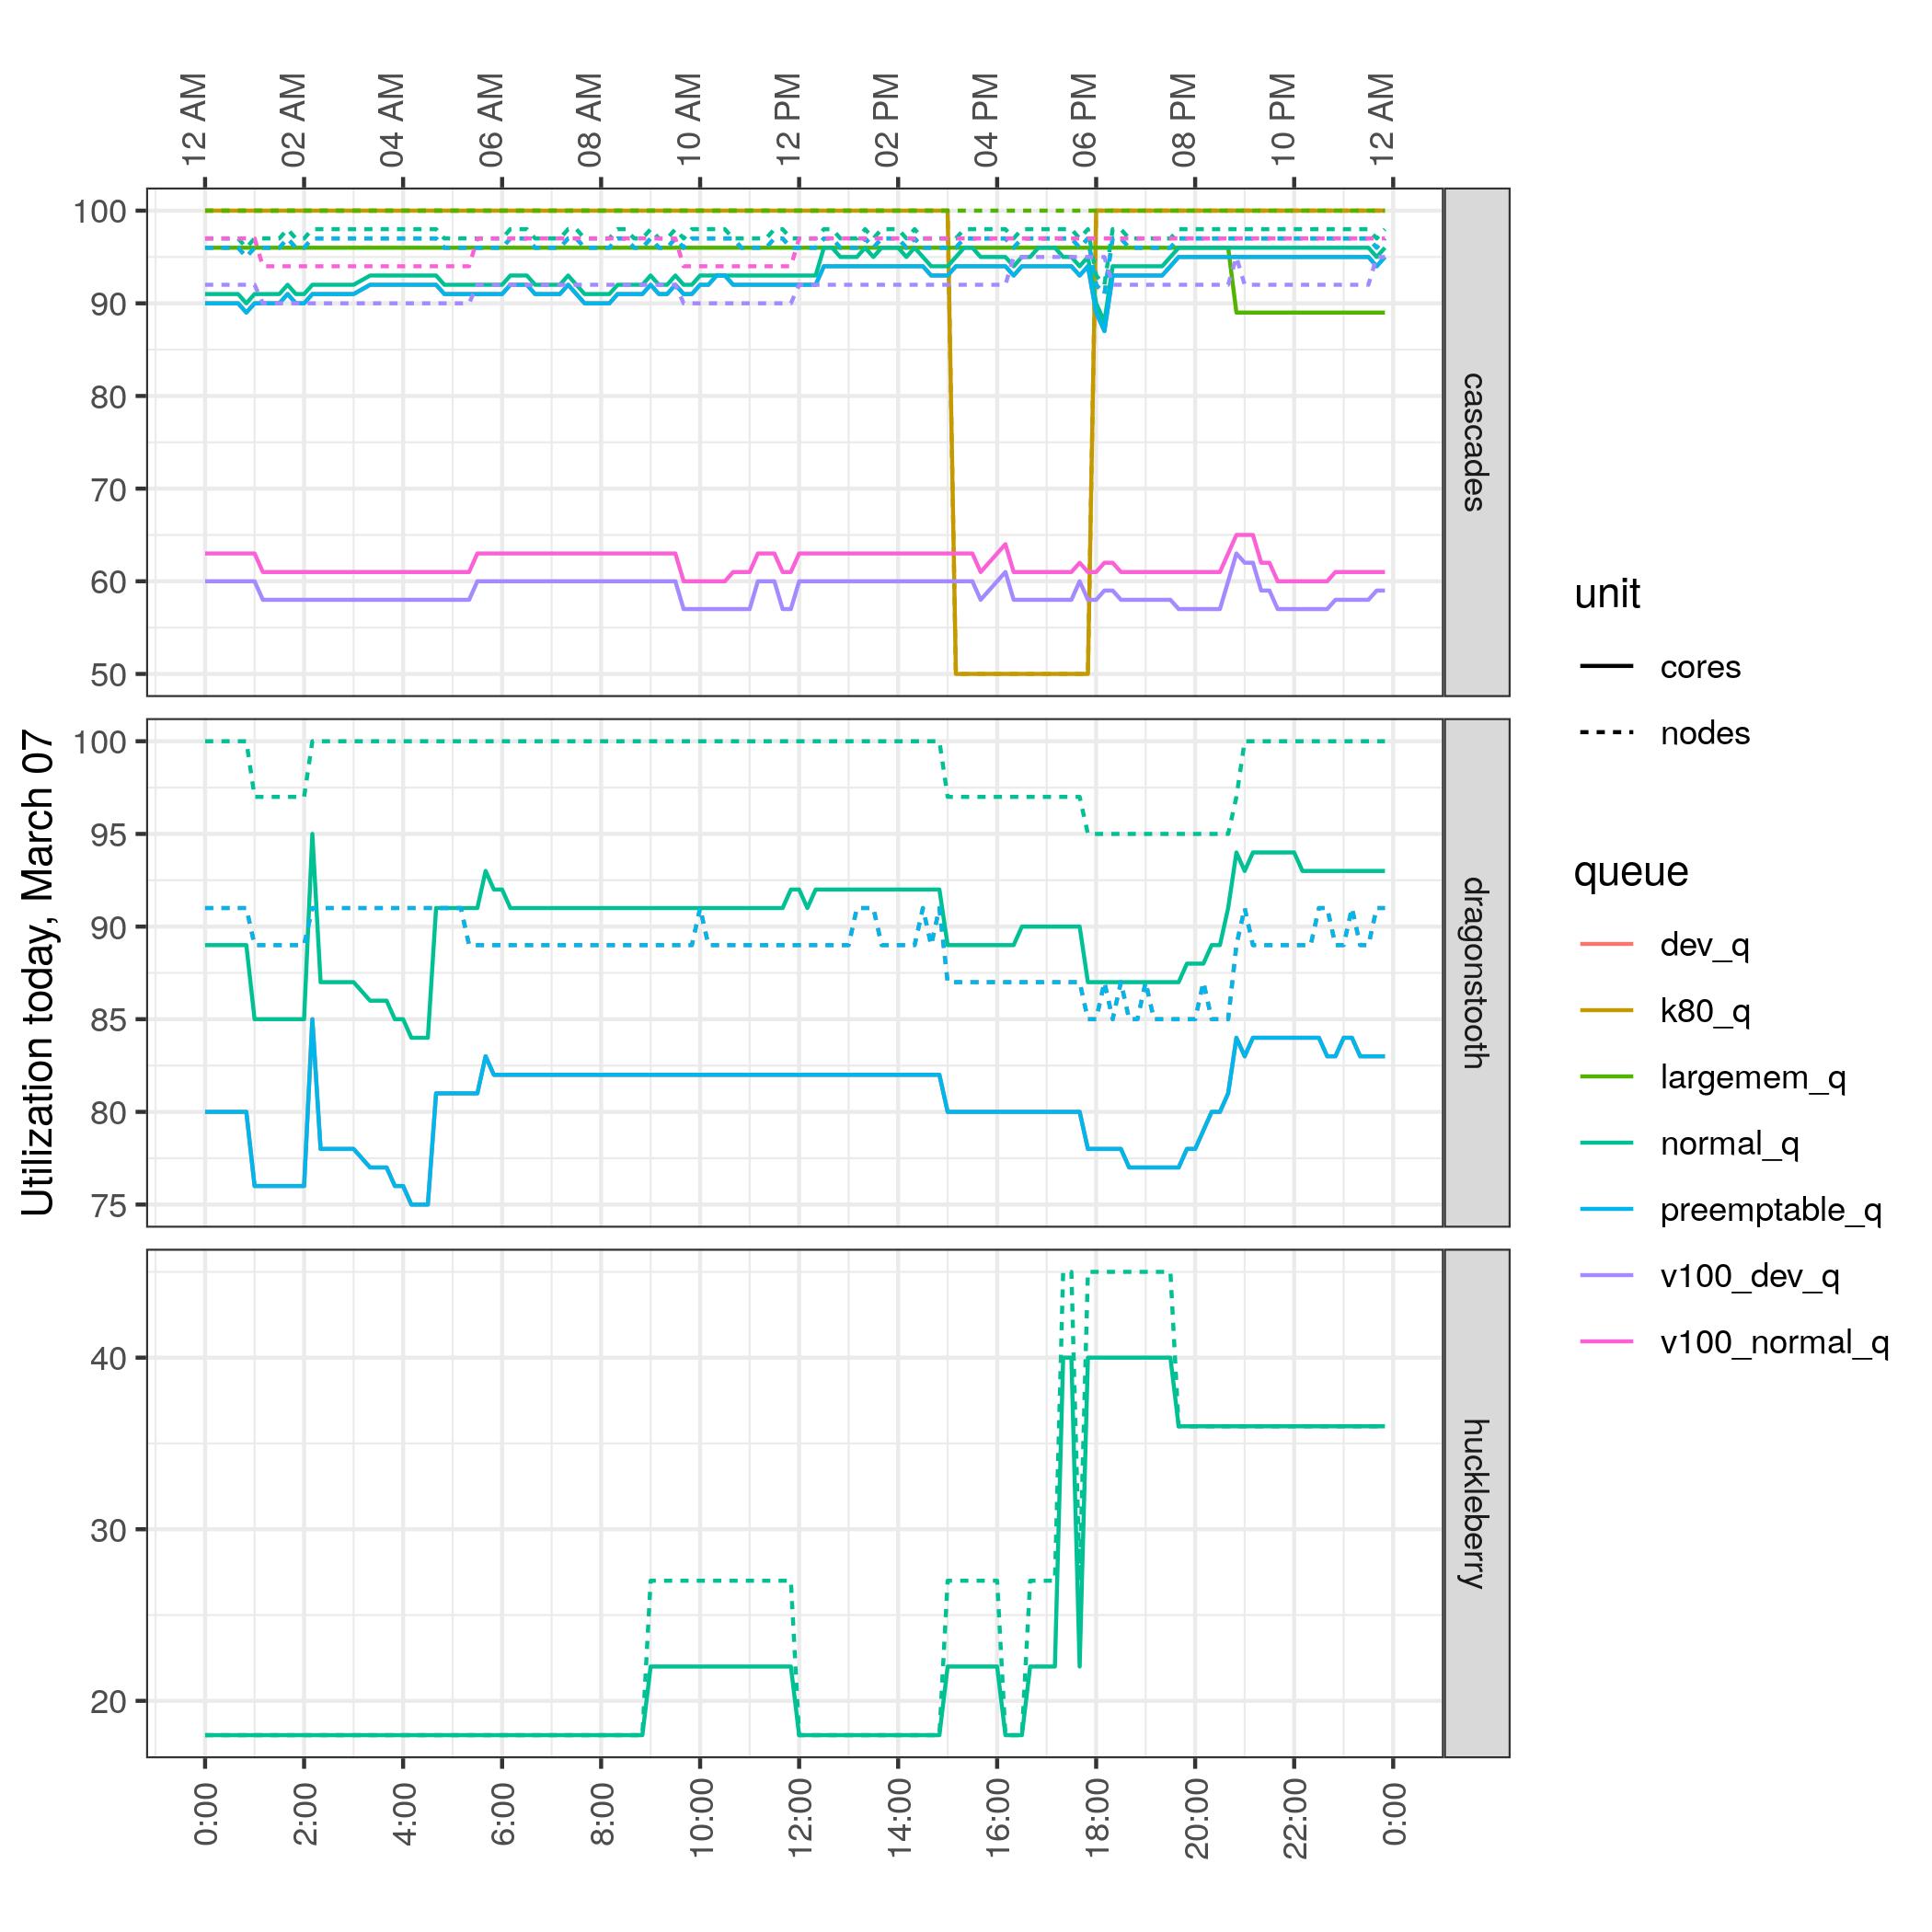 12 AM
02 AM
04 AM
06 AM
08 AM
10 AM
12 PM
02 PM
04 PM
06 PM
08 PM
10 PM
12 AM
Utilization today, March 07
100
90
80
70
60
50
cascades
100
95
90
85
80
75
dragonstooth
40
30
20
huckleberry
0:00
2:00
4:00
6:00
8:00
10:00
12:00
14:00
16:00
18:00
20:00
22:00
0:00
unit
cores
nodes
queue
dev_q
k80_q
largemem_q
normal_q
preemptable_q
v100_dev_q
v100_normal_q